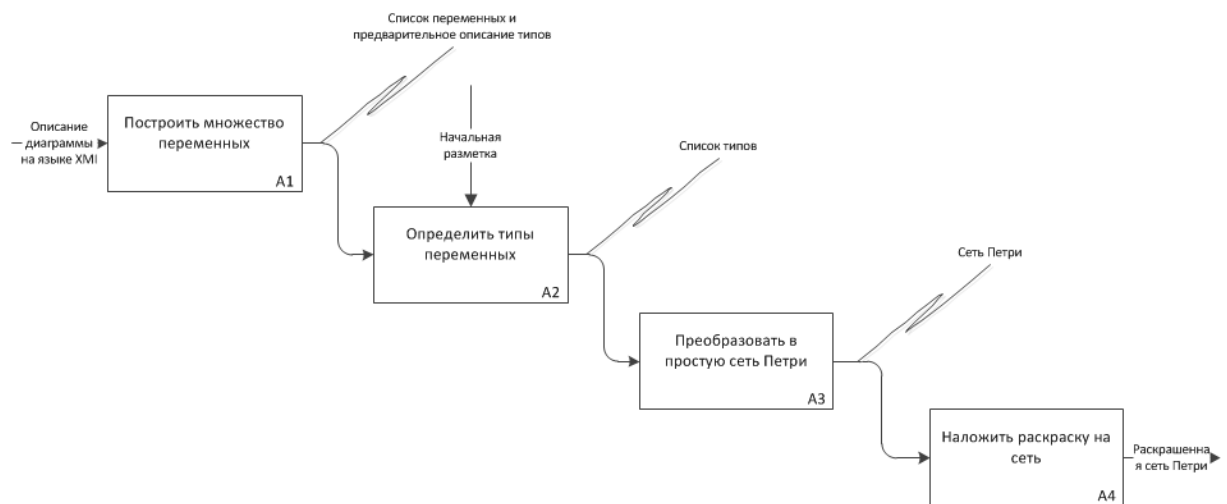 Список переменных и
предварительное описание типов
Описание
диаграммы
на языке XMI
Построить множество
переменных
A1
Начальная
разметка
Список типов
Определить типы
переменных
A2
Сеть Петри
Преобразовать в
простую сеть Петри
A3
Наложить раскраску на
сеть
A4
Раскрашенна
я сеть Петри